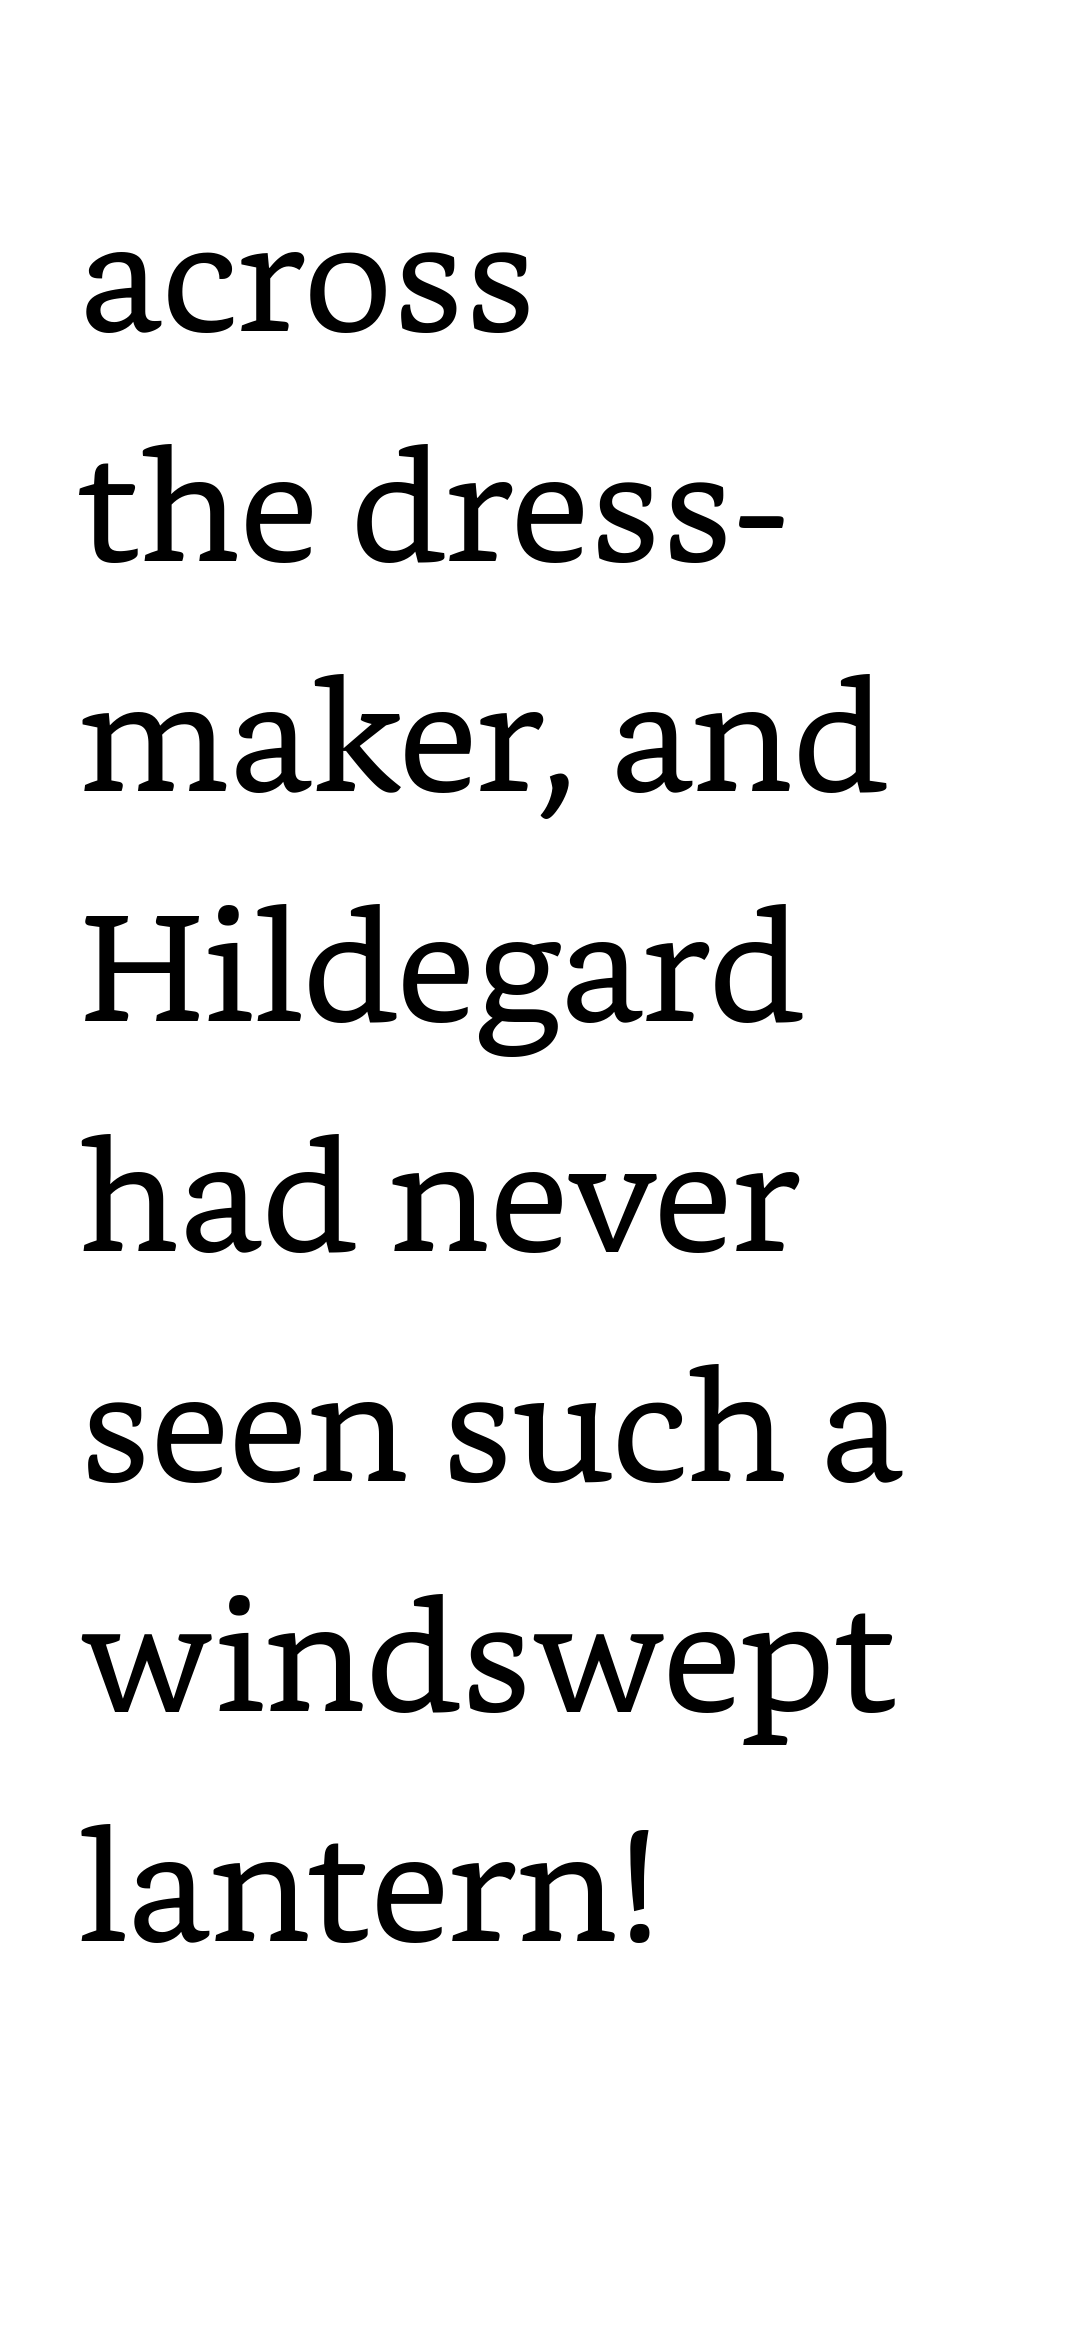 across
the dress-
maker, and
Hildegard
had never
seen such a
windswept
lantern!